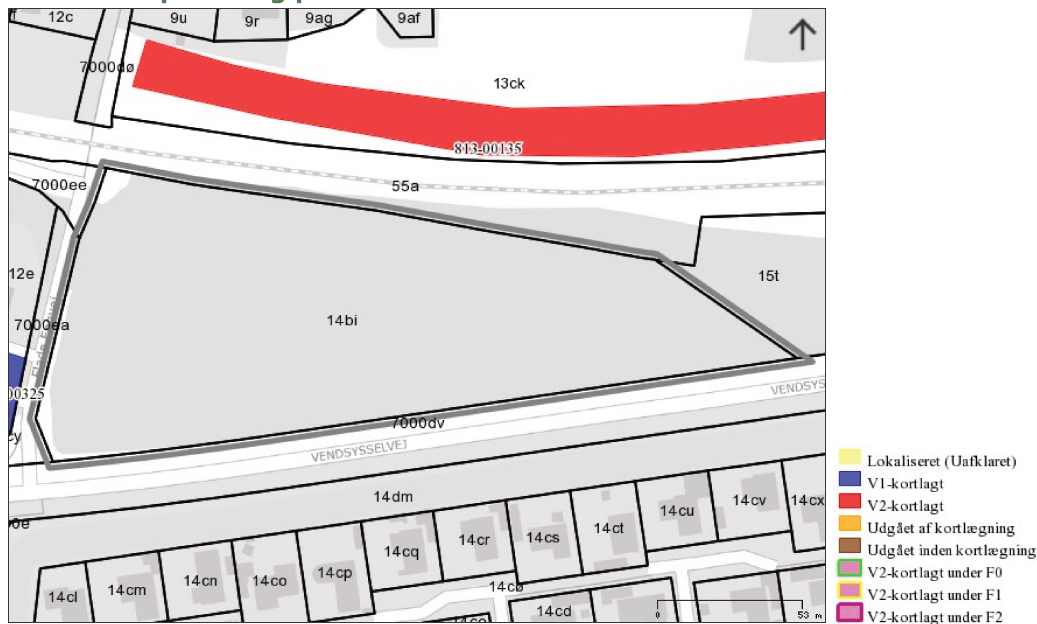 12c
9u
9r
9ag
9af
7000dø
13ck
813-00135
7000ee
55a
12e
15t
14bi
7000ea
00325
7000dv
VENDSYS
VENDSYSSELVEJ
14dm
14cv
14cx
14cu
14ct
14cs
14cr
14cq
14cp
14co
14cn
14cm
14cl
14cø
14cd
0
53 m
Lokaliseret (Uafklaret)
V1-kortlagt
V2-kortlagt
Udgået af kortlægning
Udgået inden kortlægning
V2-kortlagt under F0
V2-kortlagt under F1
V2-kortlagt under F2